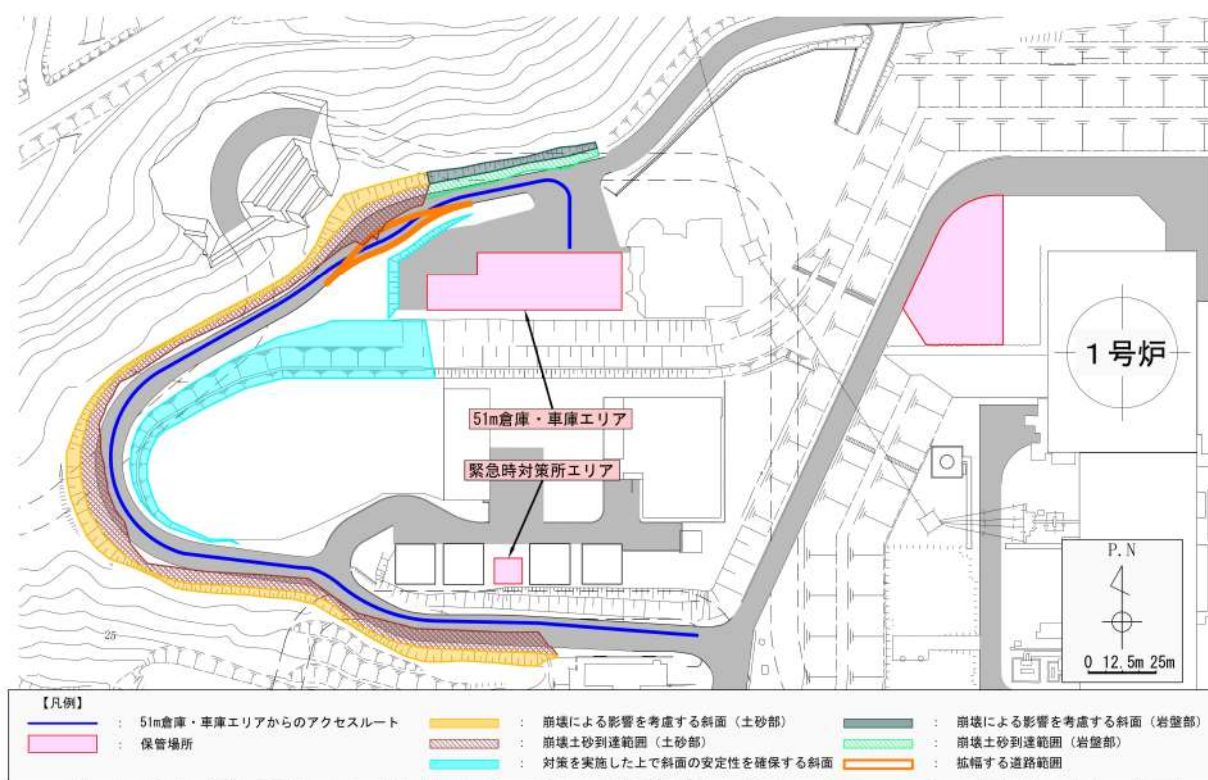 1号炉
51m倉庫・車庫エリア
緊急時対策所エリア
P.N
25
0 12.5m 25m
【凡例】
: 51m倉庫・車庫エリアからのアクセスルート
: 保管場所
: 崩壊による影響を考慮する斜面（土砂部）
: 崩壊土砂到達範囲（土砂部）
: 対策を実施した上で斜面の安定性を確保する斜面
: 崩壊による影響を考慮する斜面（岩盤部）
: 崩壊土砂到達範囲（岩盤部）
: 拡幅する道路範囲